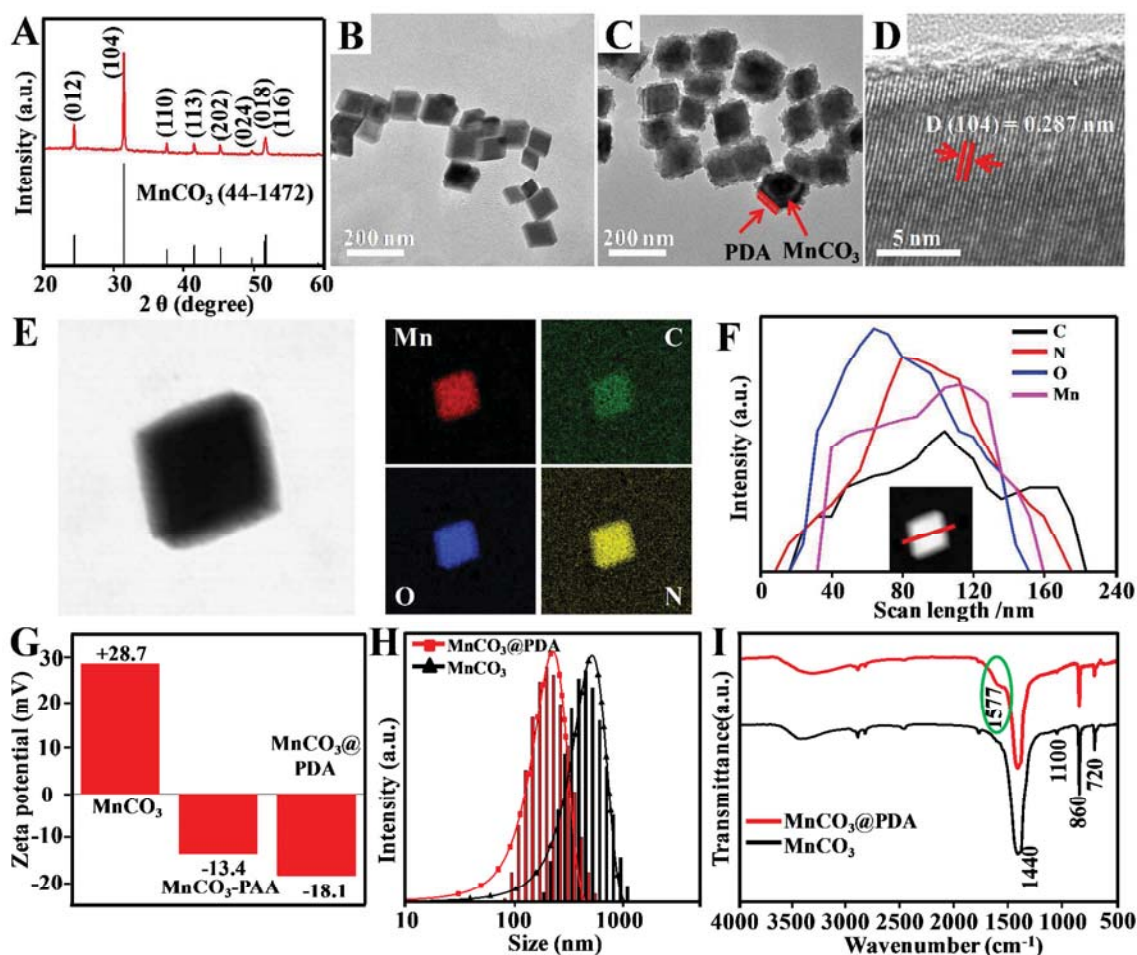 A
Intensity (a.u.)
(012)
(104)
(110)
(113)
(202)
(024)
(018)
(116)
MnCO₃ (44-1472)
20 30 40 50 60
2 θ (degree)
B
200 nm
C
200 nm
PDA
MnCO₃
D
D (104) = 0.287 nm
5 nm
E
Mn
C
O
N
F
Intensity (a.u.)
C
N
O
Mn
0 40 80 120 160 240
Scan length /nm
G
Zeta potential (mV)
30
20
10
0
-10
-20
+28.7
MnCO₃
-13.4
MnCO₃-PAA
MnCO₃@
PDA
-18.1
H
Intensity (a.u.)
MnCO₃@PDA
MnCO₃
10 100 1000
Size (nm)
I
Transmittance(a.u.)
1577
1440
1100
860
720
MnCO₃@PDA
MnCO₃
4000 3500 3000 2500 2000 1500 1000 500
Wavenumber (cm⁻¹)